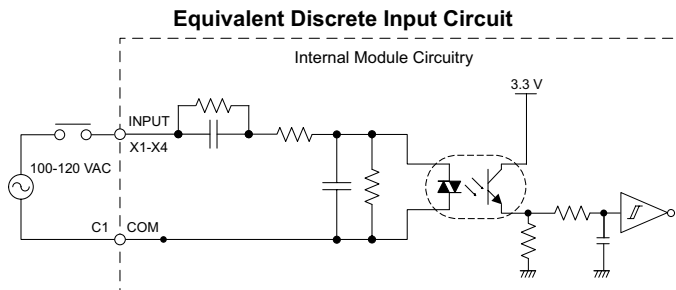 Equivalent Discrete Input Circuit
Internal Module Circuitry
3.3 V
INPUT
X1-X4
100-120 VAC
C1 COM